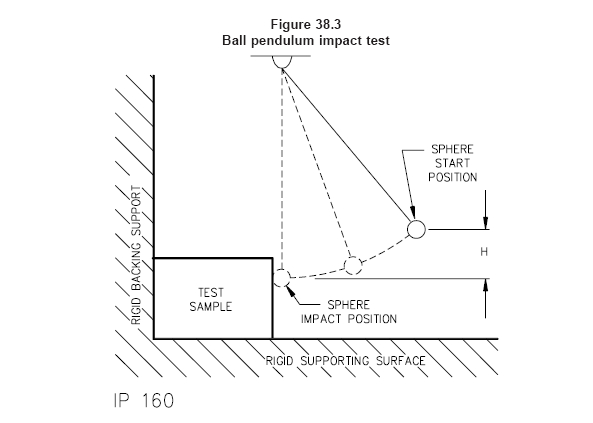 Figure 38.3
Ball pendulum impact test
SPHERE
START
POSITION
H
RIGID BACKING SUPPORT
TEST
SAMPLE
SPHERE
IMPACT POSITION
RIGID SUPPORTING SURFACE
IP 160